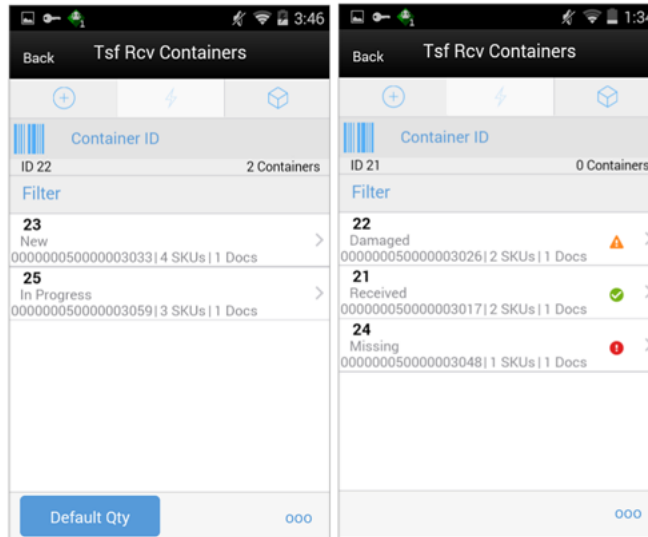 3:46
Back Tsf Rcv Containers
Container ID
ID 22 2 Containers
Filter
23
New
000000050000003033| 4 SKUs | 1 Docs
25
In Progress
000000050000003059| 3 SKUs | 1 Docs
Default Qty
ooo
1:34
Back Tsf Rcv Containers
Container ID
ID 21 0 Containers
Filter
22
Damaged
000000050000003026| 2 SKUs | 1 Docs
21
Received
000000050000003017| 2 SKUs | 1 Docs
24
Missing
000000050000003048| 1 SKUs | 1 Docs
ooo